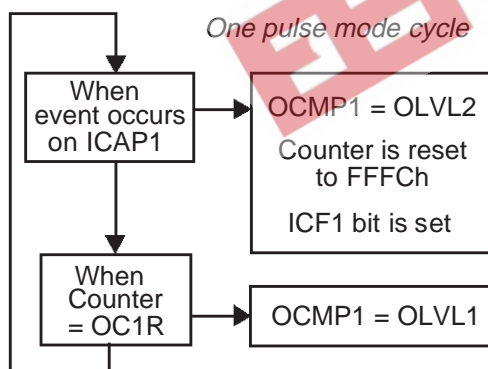 One pulse mode cycle
When
event occurs
on ICAP1
OCMP1 = OLVL2
Counter is reset
to FFFCh
ICF1 bit is set
When
Counter
= OC1R
OCMP1 = OLVL1